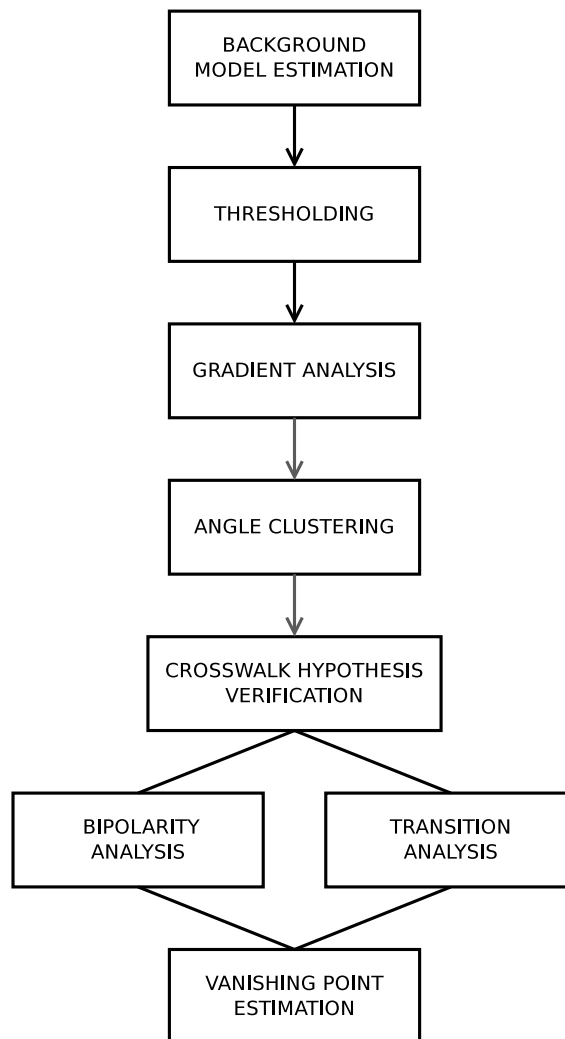 BACKGROUND
MODEL ESTIMATION
THRESHOLDING
GRADIENT ANALYSIS
ANGLE CLUSTERING
CROSSWALK HYPOTHESIS
VERIFICATION
BIPOLARITY
ANALYSIS
TRANSITION
ANALYSIS
VANISHING POINT
ESTIMATION